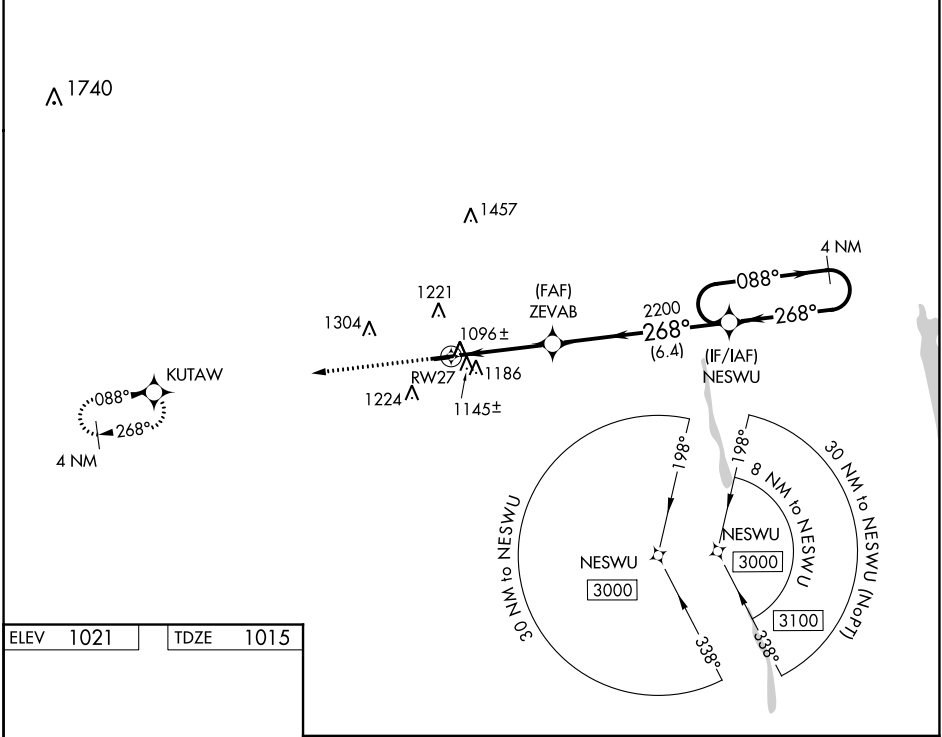 1740
1457
4 NM
088°
268°
(FAF)
ZEVAB
2200
268°
(6.4)
(IF/IAF)
NESWU
1221
1304
1096±
RW27
1186
1224
1145±
KUTAW
088°
268°
4 NM
30 NM to NESWU
198°
NESWU
3000
338°
198°
8 NM to NESWU
30 NM to NESWU (NoPT)
NESWU
3000
3100
338°
ELEV 1021
TDZE 1015